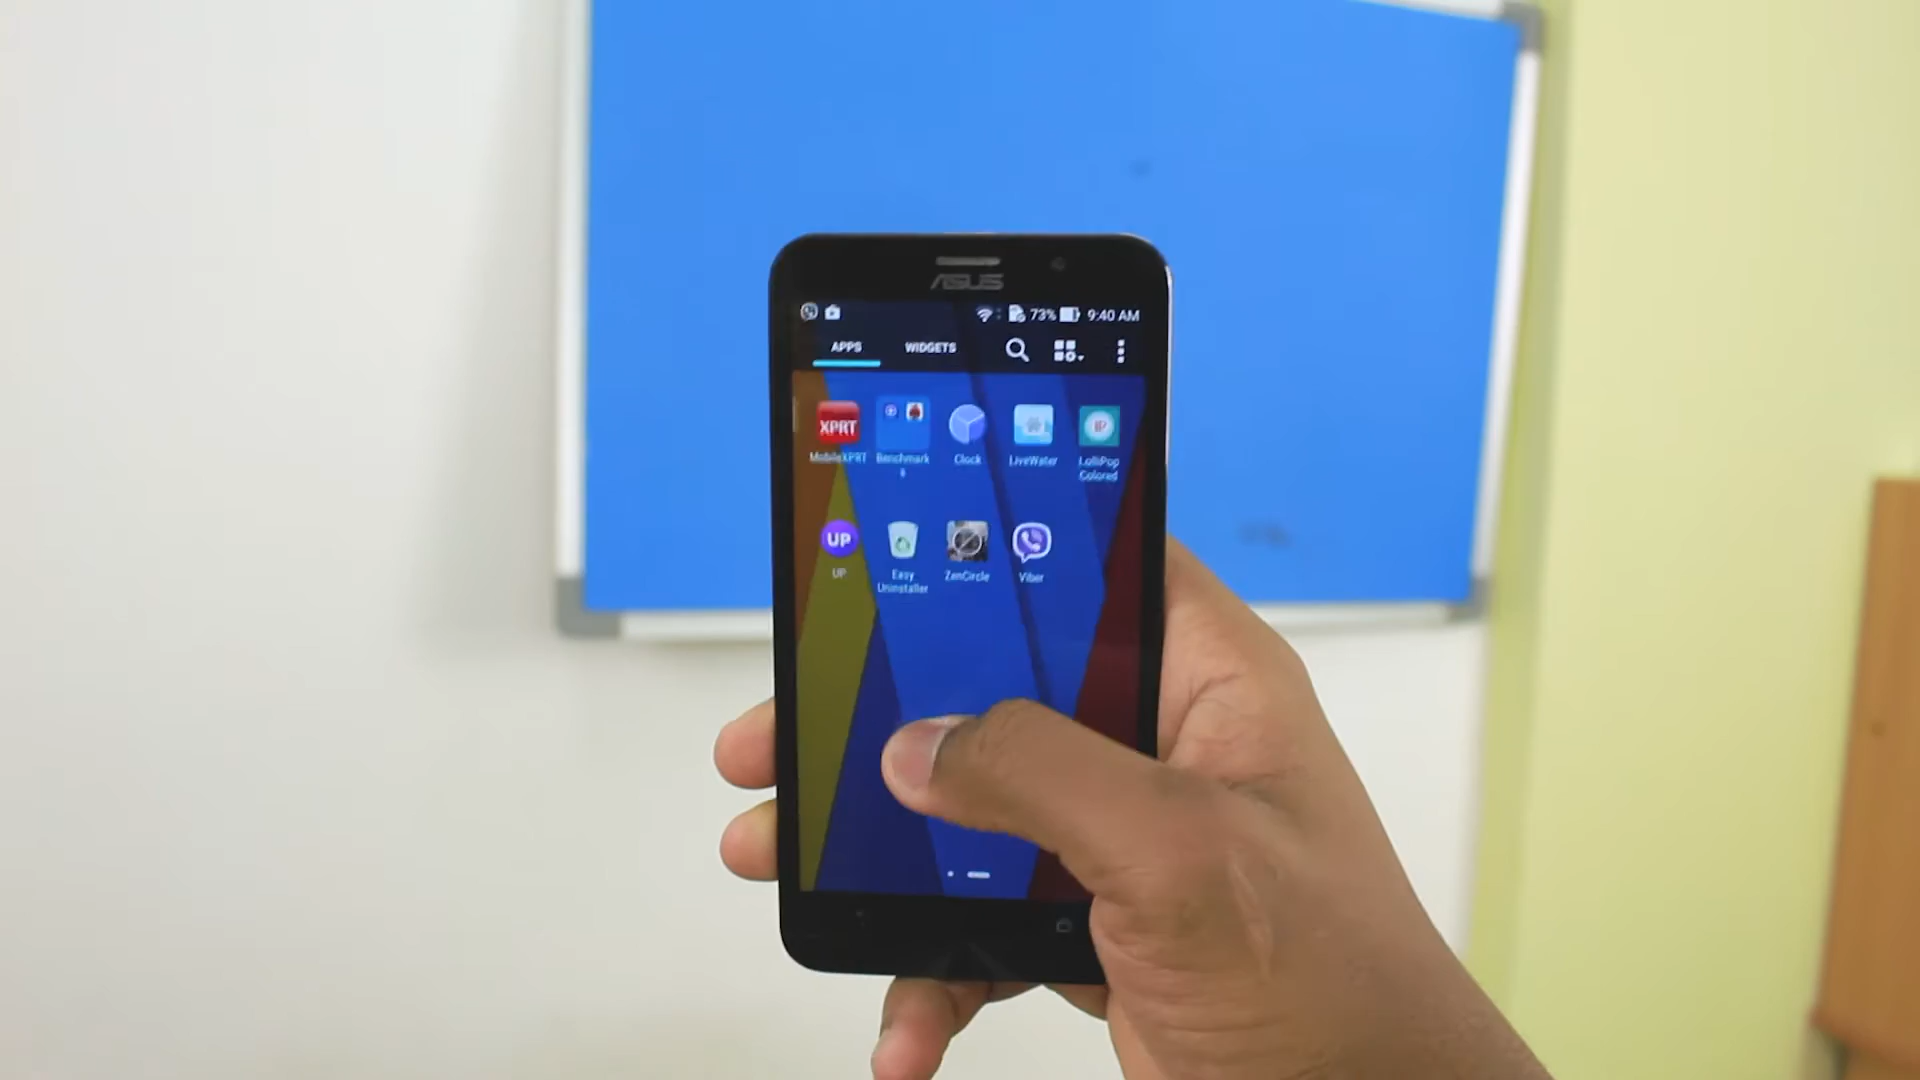 ASUS
73% 9:40 AM
APPS WIDGETS
XPRT
MobileXPRT Benchmark Clock LiveWater LolliPop
s Colored
UP
UP Easy ZenCircle Viber
Uninstaller